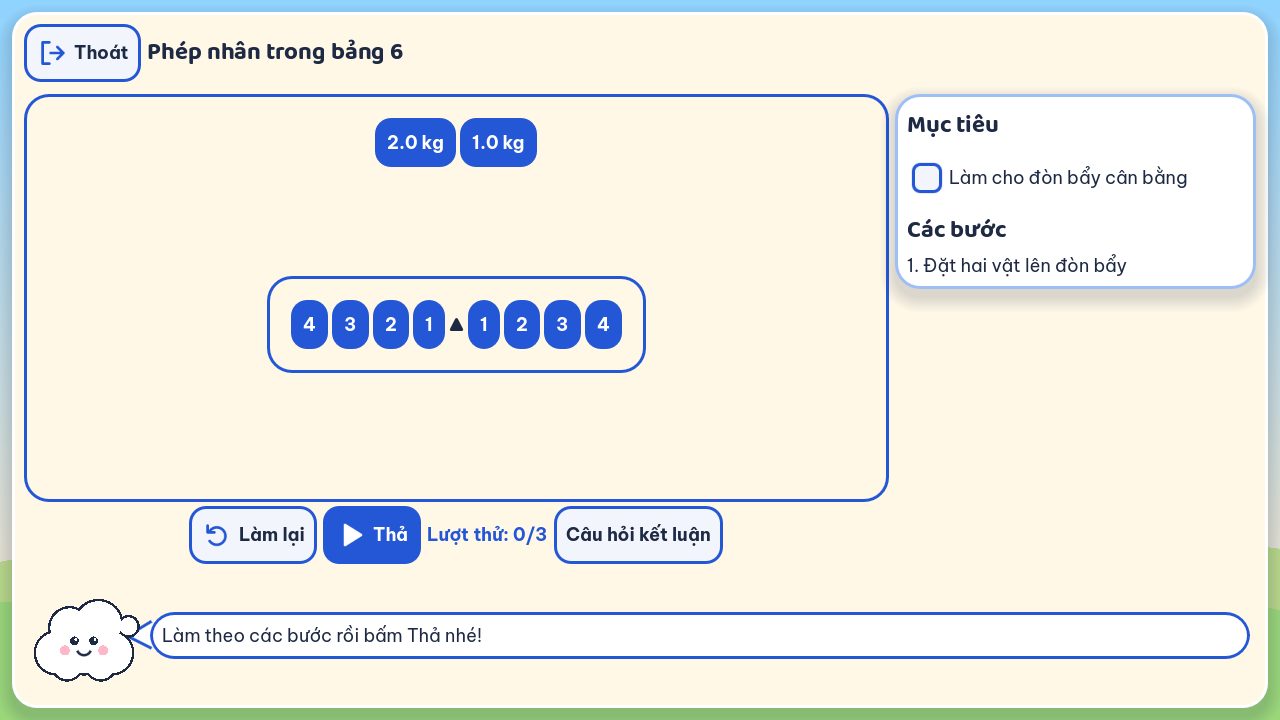 Thoát
Phép nhân trong bảng 6
2.0 kg
1.0 kg
4 3 2 1 1 2 3 4
Mục tiêu
Làm cho đòn bẩy cân bằng
Các bước
1. Đặt hai vật lên đòn bẩy
Làm lại
Thả
Lượt thử: 0/3
Câu hỏi kết luận
Làm theo các bước rồi bấm Thả nhé!